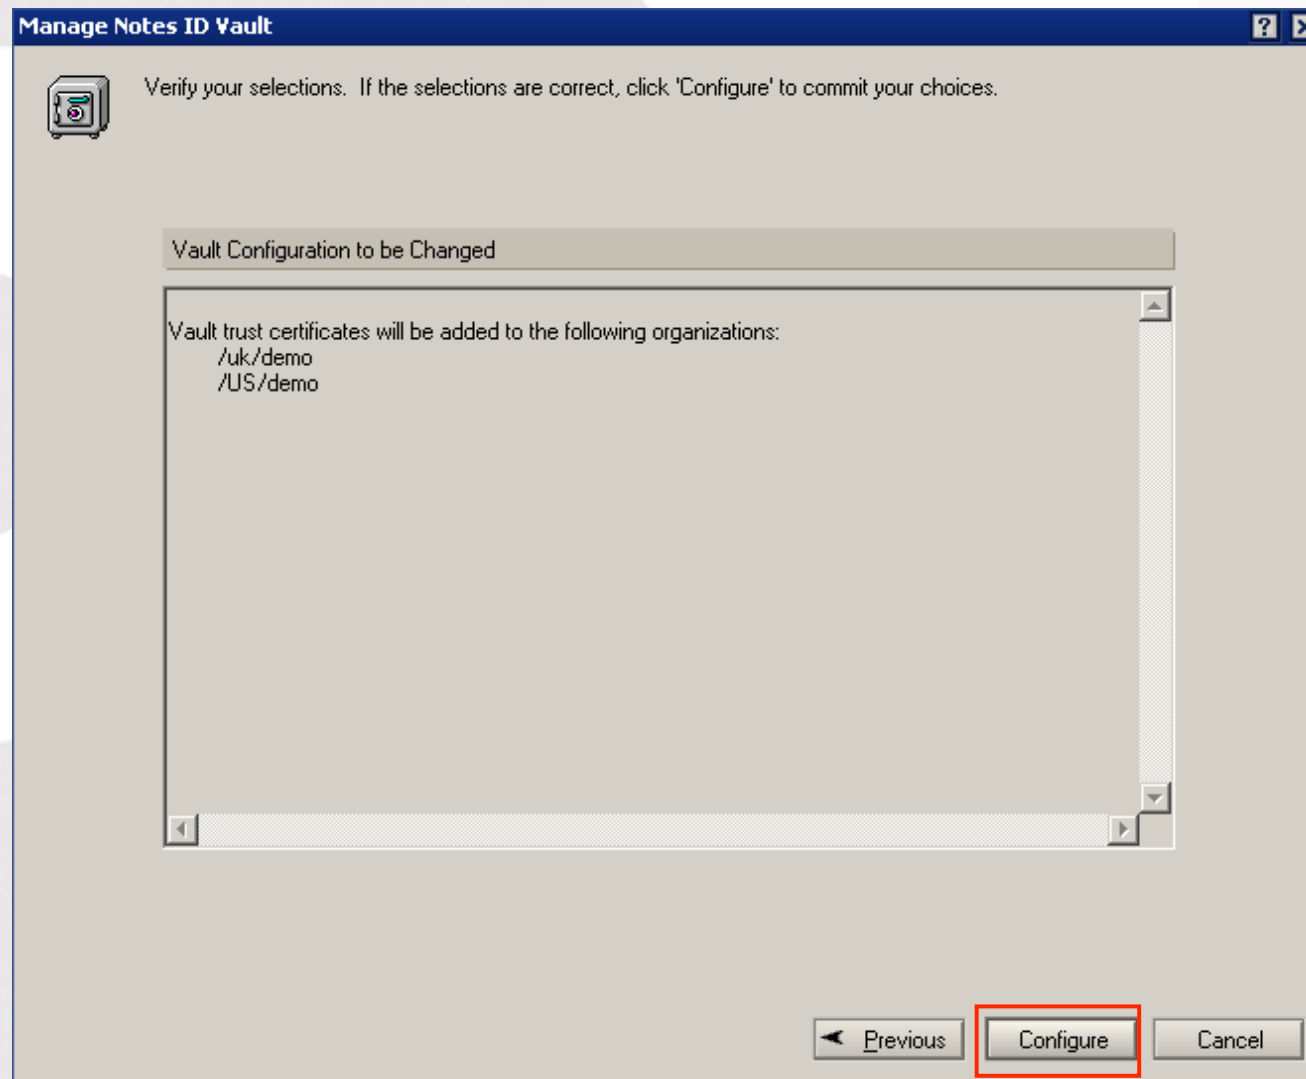 Manage Notes ID Vault
Verify your selections.  If the selections are correct, click 'Configure' to commit your choices.
Vault Configuration to be Changed
Vault trust certificates will be added to the following organizations:
/uk/demo
/US/demo
Previous
Configure
Cancel